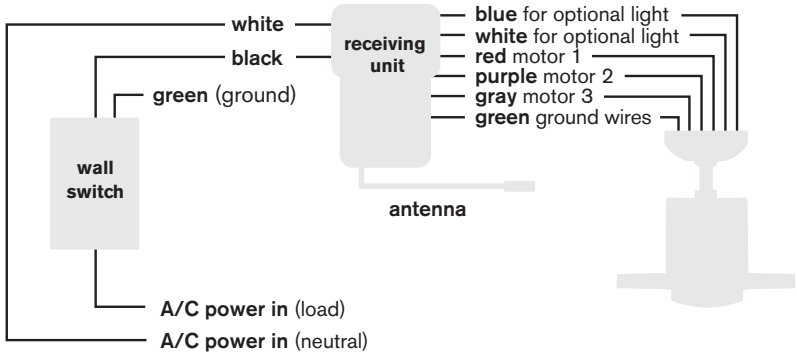 white
black
green (ground)
wall
switch
receiving
unit
blue for optional light
white for optional light
red motor 1
purple motor 2
gray motor 3
green ground wires
antenna
A/C power in (load)
A/C power in (neutral)